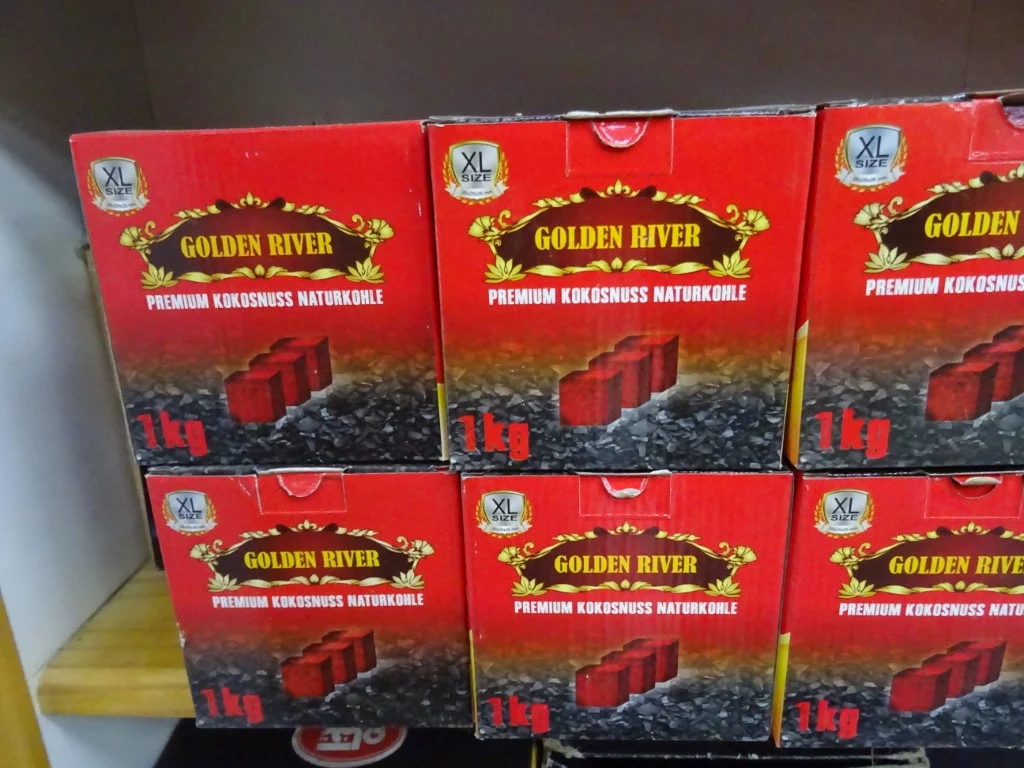 XL
SIZE
GOLDEN RIVER
PREMIUM KOKOSNUSS NATURKOHLE
1kg
XL
SIZE
GOLDEN RIVER
PREMIUM KOKOSNUSS NATURKOHLE
1kg
XL
SIZE
GOLDEN
PREMIUM KOKOSNUS
1kg
XL
SIZE
GOLDEN RIVER
PREMIUM KOKOSNUSS NATURKOHLE
1kg
XL
SIZE
GOLDEN RIVER
PREMIUM KOKOSNUSS NATURKOHLE
1kg
XL
SIZE
GOLDEN RIVE
PREMIUM KOKOSNUSS NATU
1kg